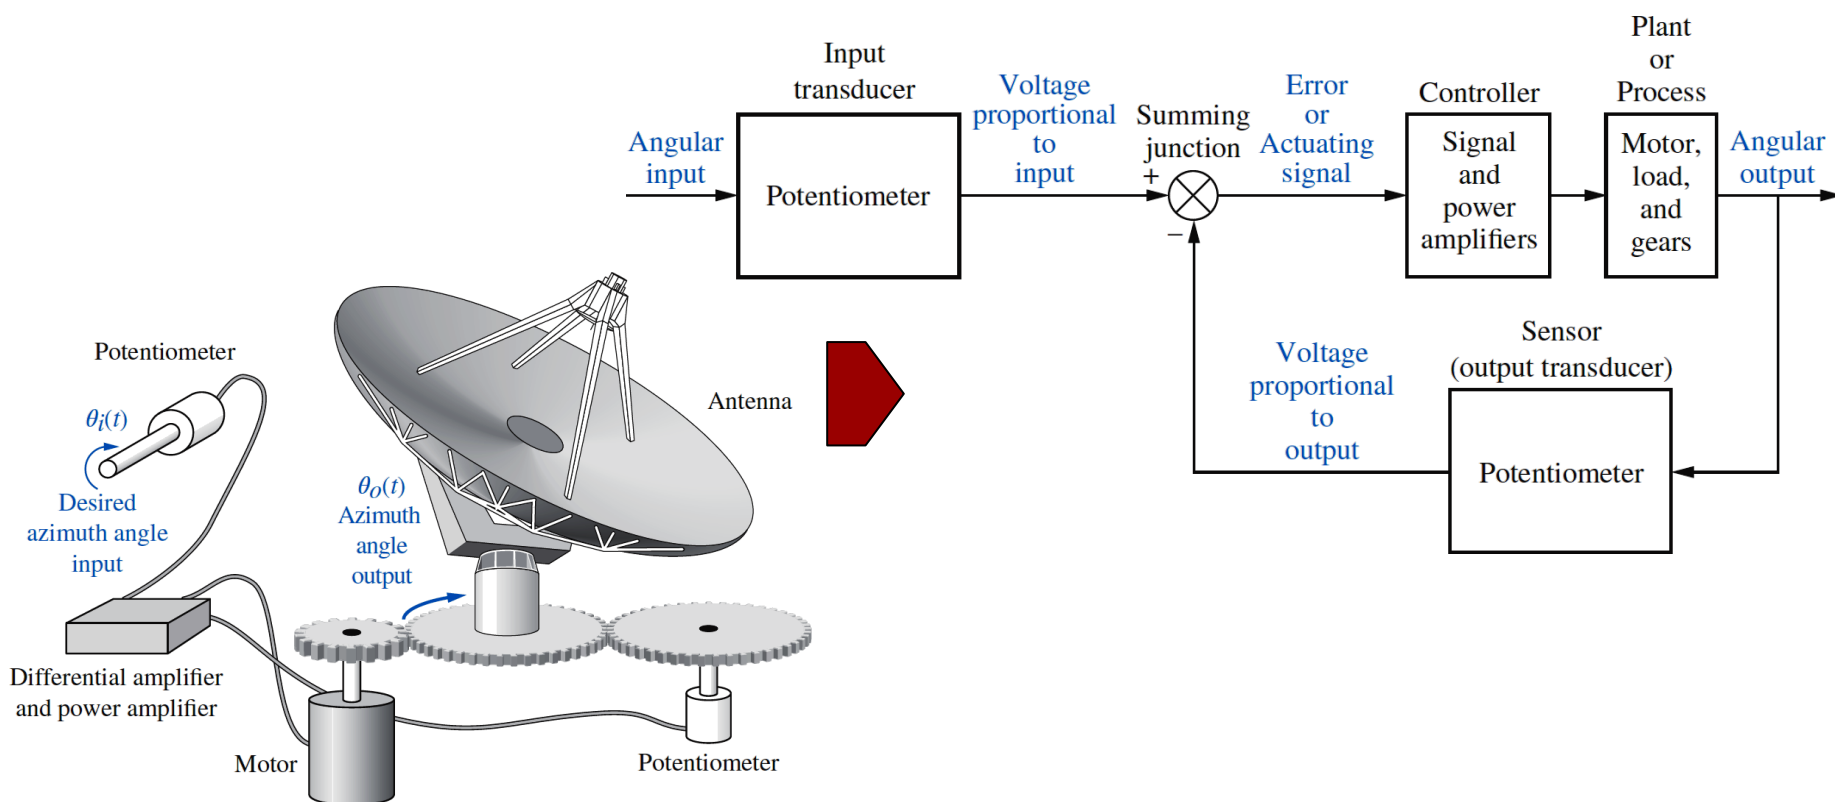 Input
transducer
Angular
input
Potentiometer
Voltage
proportional
to
input
Summing
junction
+
−
Error
or
Actuating
signal
Controller
Signal
and
power
amplifiers
Plant
or
Process
Motor,
load,
and
gears
Angular
output
Sensor
(output transducer)
Potentiometer
Voltage
proportional
to
output
Potentiometer
θi(t)
Desired
azimuth angle
input
Antenna
θo(t)
Azimuth
angle
output
Differential amplifier
and power amplifier
Motor
Potentiometer